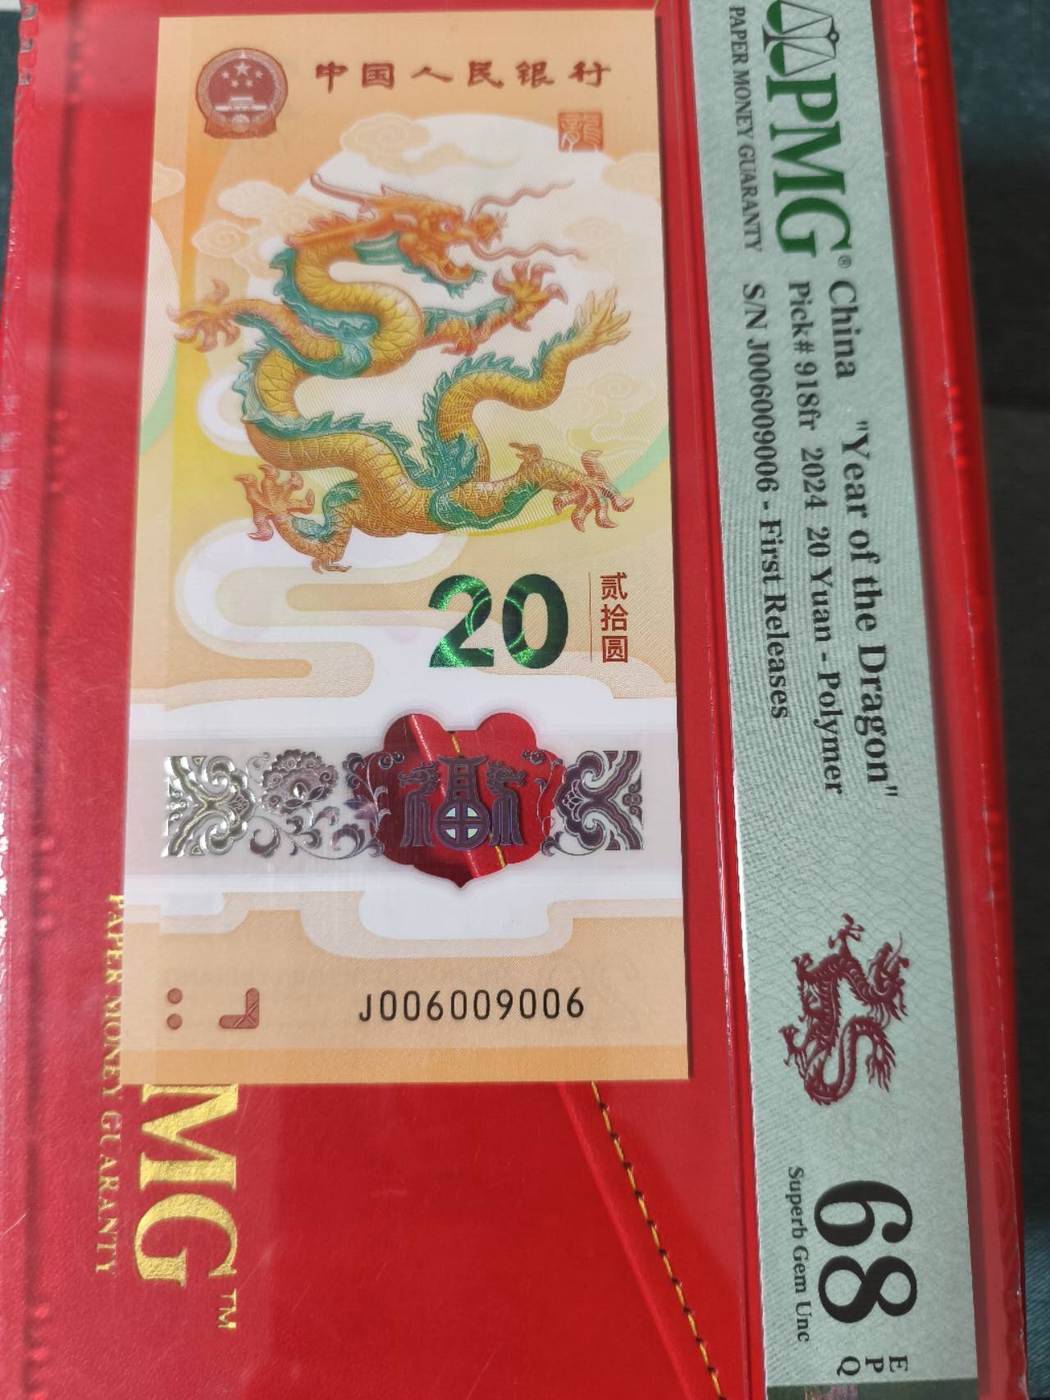 中国人民银行
龍
20
贰拾圆
J006009006
PMG®
PAPER MONEY GUARANTY
China "Year of the Dragon"
Pick# 918fr 2024 20 Yuan - Polymer
S/N J006009006 - First Releases
68
EPQ
Superb Gem Unc
MG™
PAPER MONEY GUARANTY